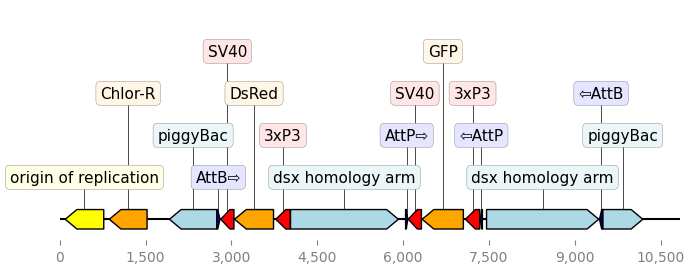 SV40
GFP
Chlor-R
DsRed
SV40
3xP3
⇦AttB
piggyBac
3xP3
AttP⇨
⇦AttP
piggyBac
origin of replication
AttB⇨
dsx homology arm
dsx homology arm
0
1,500
3,000
4,500
6,000
7,500
9,000
10,500